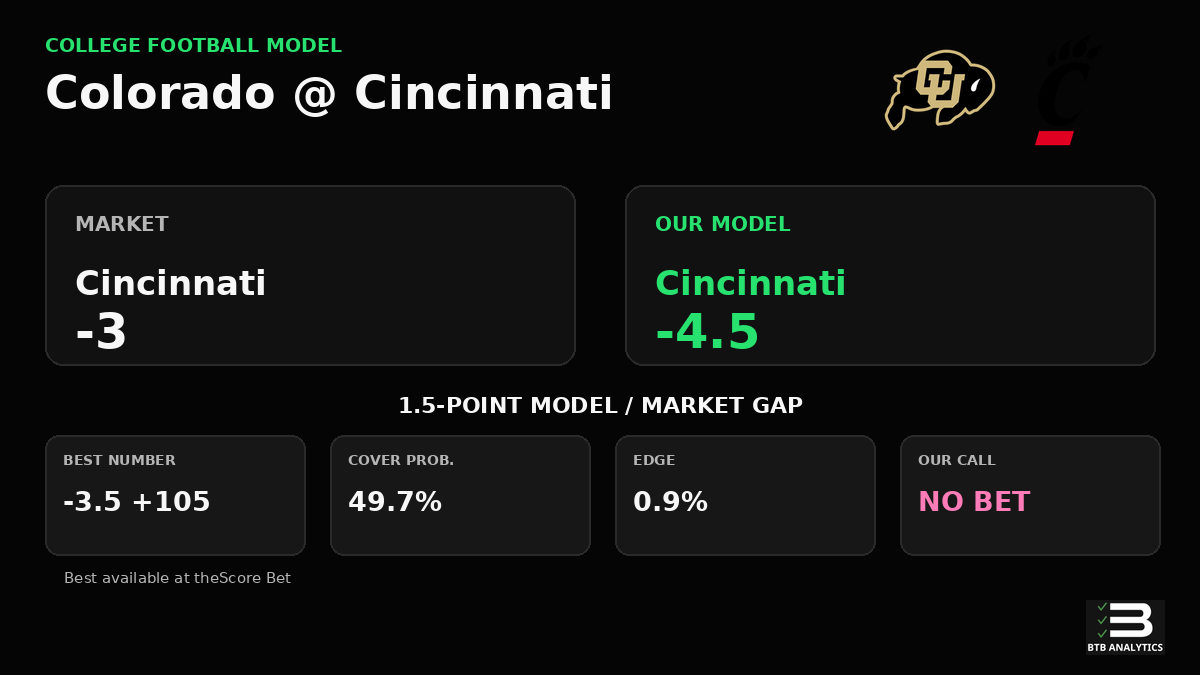 COLLEGE FOOTBALL MODEL
Colorado @ Cincinnati
CU
C
MARKET
Cincinnati
-3
OUR MODEL
Cincinnati
-4.5
1.5-POINT MODEL / MARKET GAP
BEST NUMBER
-3.5 +105
COVER PROB.
49.7%
EDGE
0.9%
OUR CALL
NO BET
Best available at theScore Bet
B
BTB ANALYTICS